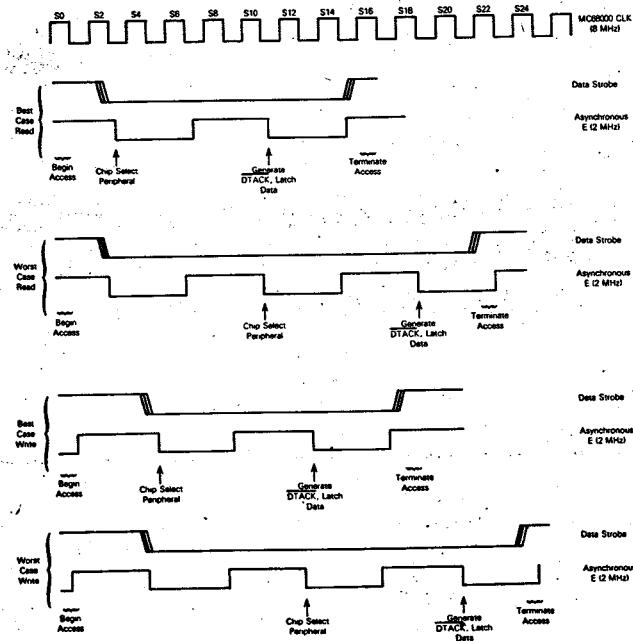 S0 S2 S4 S6 S8 S10 S12 S14 S16 S18 S20 S22 S24
MC68000 CLK
(8 MHz)
Data Strobe
Best
Case
Read
Asynchronous
E (2 MHz)
Begin
Access
Chip Select
Peripheral
Generate
DTACK, Latch
Data
Terminate
Access
Data Strobe
Worst
Case
Read
Asynchronous
E (2 MHz)
Begin
Access
Chip Select
Peripheral
Generate
DTACK, Latch
Data
Terminate
Access
Data Strobe
Best
Case
Write
Asynchronous
E (2 MHz)
Begin
Access
Chip Select
Peripheral
Generate
DTACK, Latch
Data
Terminate
Access
Data Strobe
Worst
Case
Write
Asynchronous
E (2 MHz)
Begin
Access
Chip Select
Peripheral
Generate
DTACK, Latch
Data
Terminate
Access